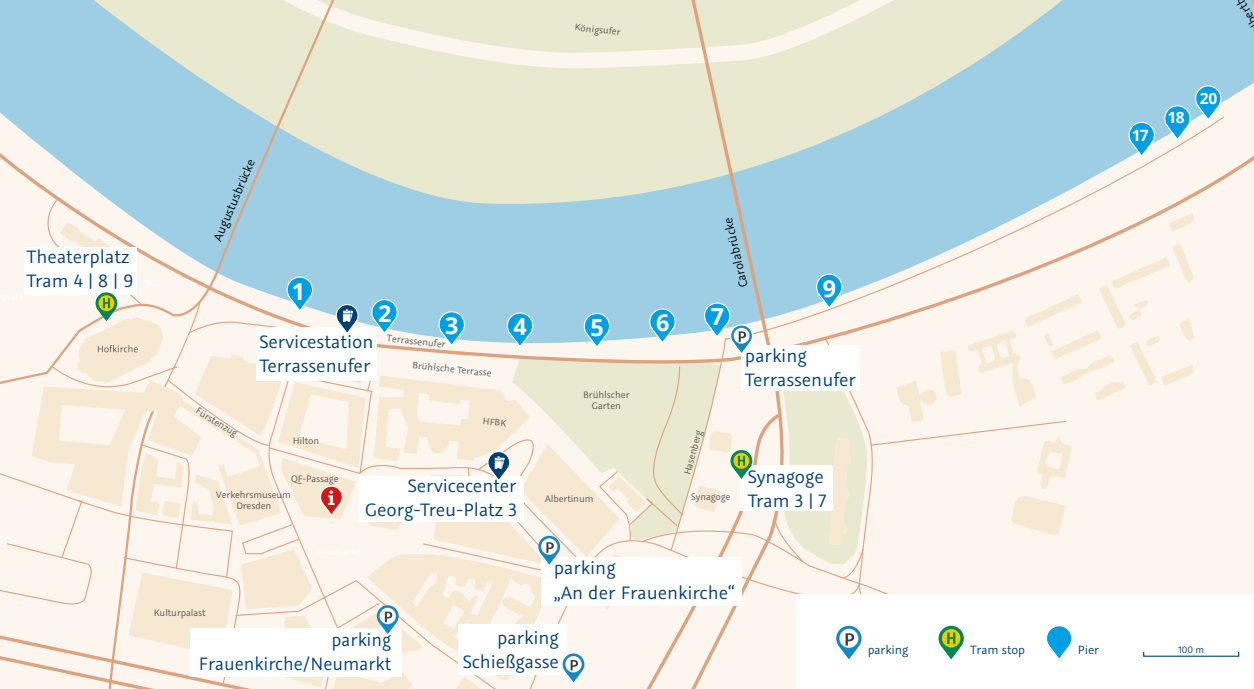 Königsufer
20
18
17
Augustusbrücke
Carolabrücke
Theaterplatz
Tram 4 | 8 | 9
H
1
2
3
4
5
6
7
9
P
Servicestation
Terrassenufer
Terrassenufer
Brühlsche Terrasse
parking
Terrassenufer
Hofkirche
Brühlscher
Garten
Fürstenzug
HFBK
Hilton
Hasenberg
H
Synagoge
Tram 3 | 7
QF-Passage
i
Verkehrsmuseum
Dresden
Servicecenter
Georg-Treu-Platz 3
Albertinum
Synagoge
P
parking
„An der Frauenkirche“
Kulturpalast
P
parking
Frauenkirche/Neumarkt
parking
Schießgasse
P
P
parking
H
Tram stop
Pier
100 m